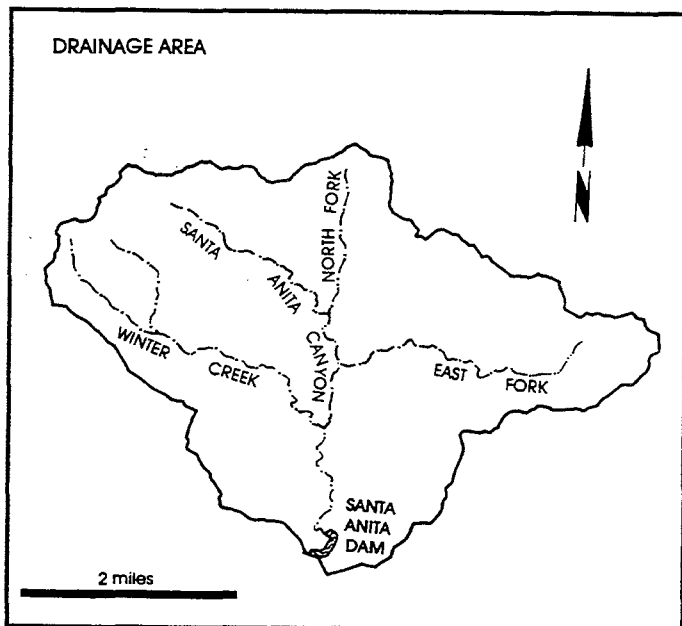 DRAINAGE AREA
N
NORTH FORK
SANTA ANITA CANYON
WINTER CREEK
EAST FORK
SANTA
ANITA
DAM
2 miles